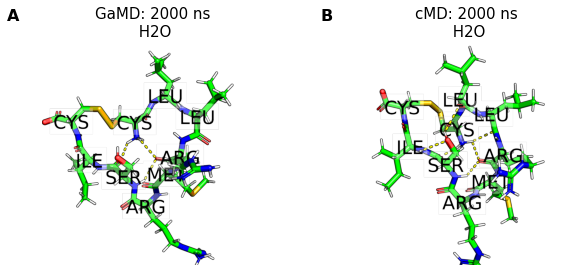 A
GaMD: 2000 ns
H2O
LEU
LEU
CYS
CYS
ILE
ARG
SER
MET
ARG
B
cMD: 2000 ns
H2O
CYS
LEU
LEU
CYS
ILE
ARG
SER
MET
ARG